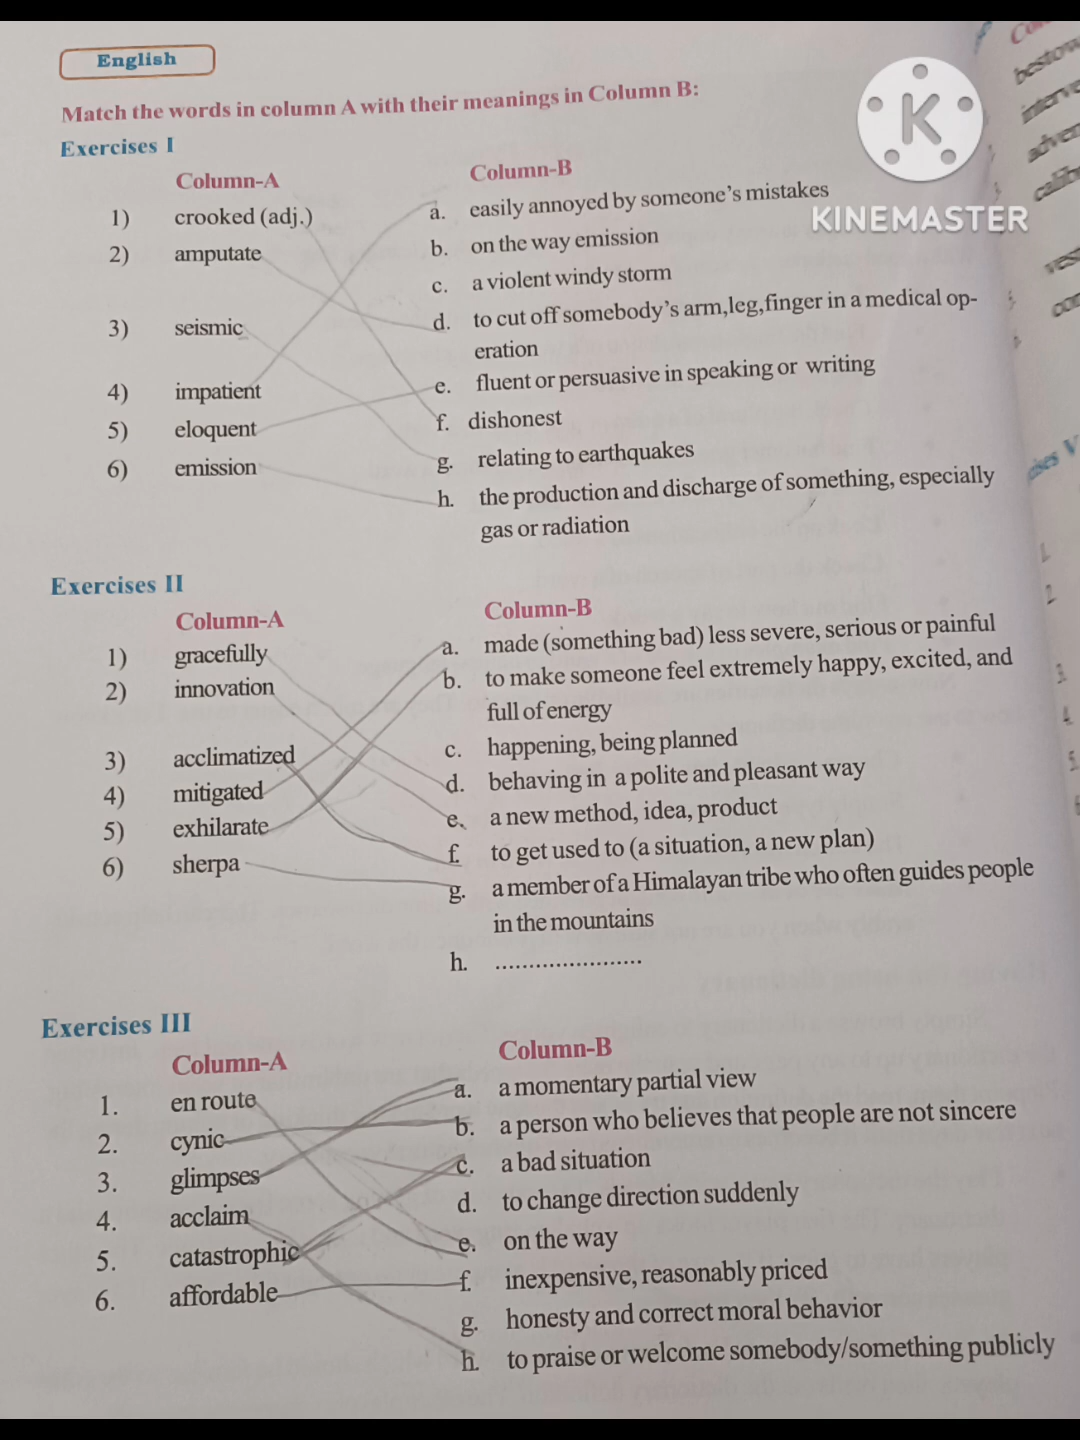 English
Match the words in column A with their meanings in Column B:
Exercises I
Column-A Column-B
1) crooked (adj.) a. easily annoyed by someone's mistakes
2) amputate b. on the way emission
c. a violent windy storm
3) seismic d. to cut off somebody's arm,leg,finger in a medical op-
eration
4) impatient e. fluent or persuasive in speaking or writing
5) eloquent f. dishonest
6) emission g. relating to earthquakes
h. the production and discharge of something, especially
gas or radiation
Exercises II
Column-A Column-B
1) gracefully a. made (something bad) less severe, serious or painful
2) innovation b. to make someone feel extremely happy, excited, and
full of energy
3) acclimatized c. happening, being planned
4) mitigated d. behaving in a polite and pleasant way
5) exhilarate e. a new method, idea, product
6) sherpa f. to get used to (a situation, a new plan)
g. a member of a Himalayan tribe who often guides people
in the mountains
h. ......................
Exercises III
Column-A Column-B
1. en route a. a momentary partial view
2. cynic b. a person who believes that people are not sincere
3. glimpses c. a bad situation
4. acclaim d. to change direction suddenly
5. catastrophic e. on the way
6. affordable f. inexpensive, reasonably priced
g. honesty and correct moral behavior
h. to praise or welcome somebody/something publicly
K
KINEMASTER